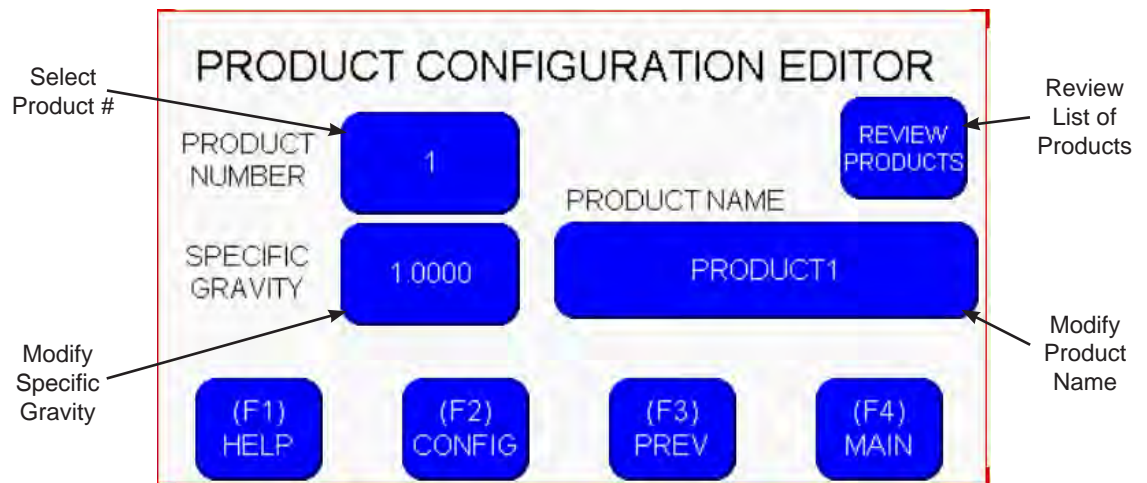 PRODUCT CONFIGURATION EDITOR
Select
Product #
Review
List of
Products
PRODUCT
NUMBER
1
REVIEW
PRODUCTS
PRODUCT NAME
SPECIFIC
GRAVITY
1.0000
PRODUCT1
Modify
Specific
Gravity
Modify
Product
Name
(F1)
HELP
(F2)
CONFIG
(F3)
PREV
(F4)
MAIN